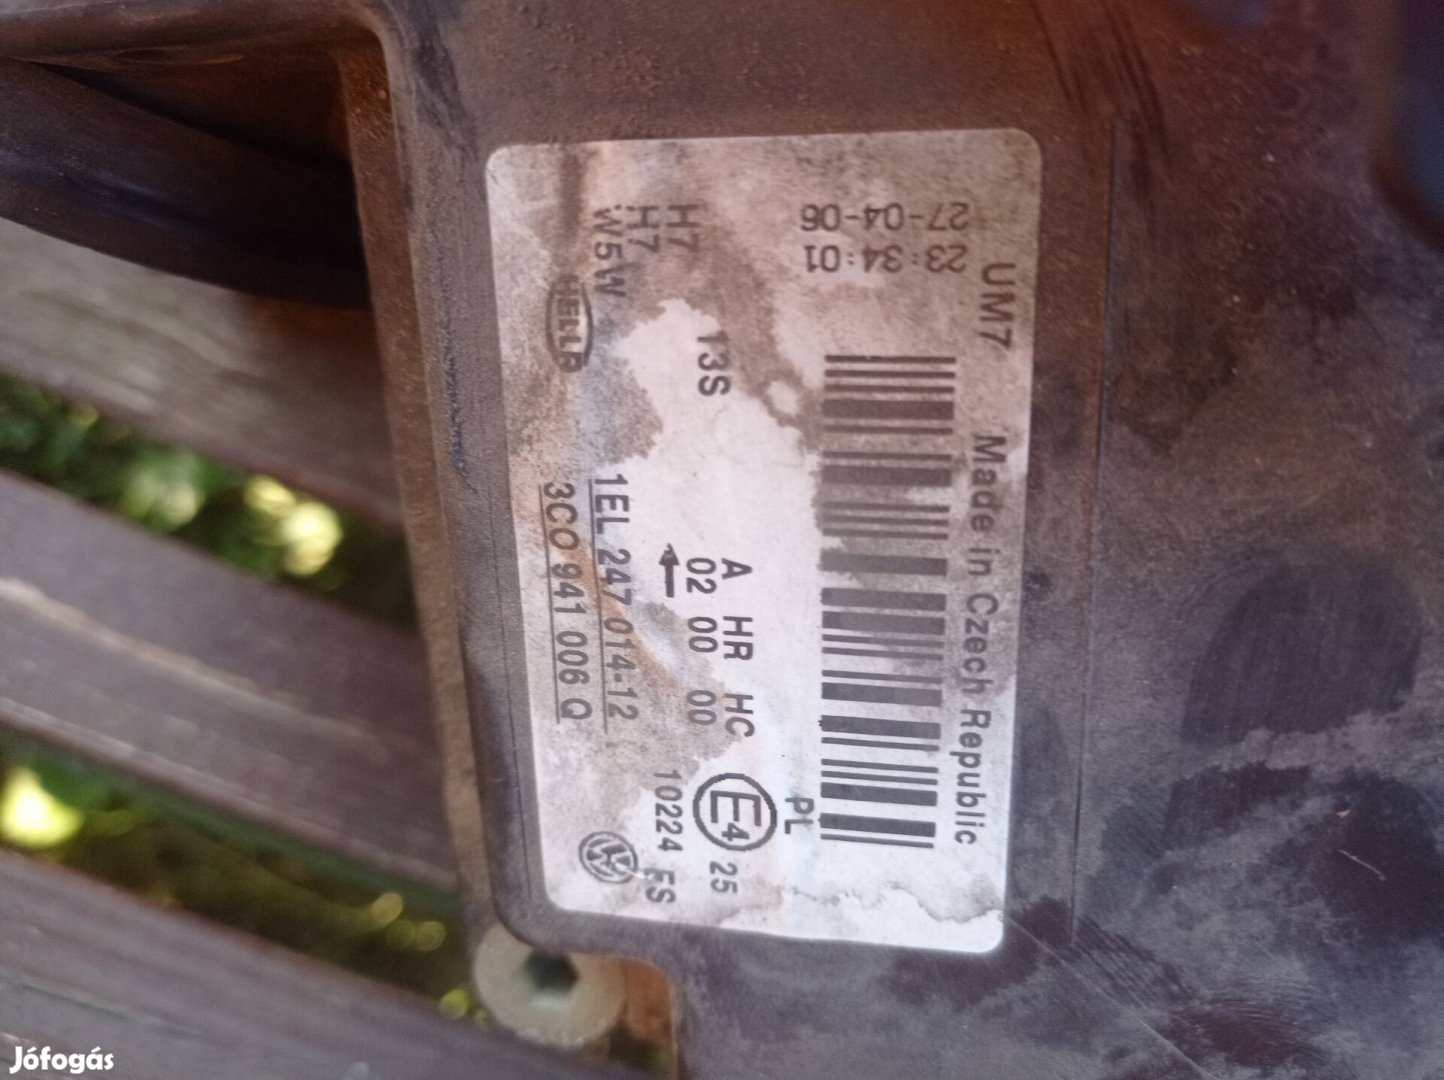 27-04-06
23:34:01
UM7
Made in Czech Republic
PL
H7
H7
W5W
HELLA
13S
A HR HC
02 00 00
E4
25
10224 ES
1EL 247 014-12
3C0 941 006 Q
Jófogás